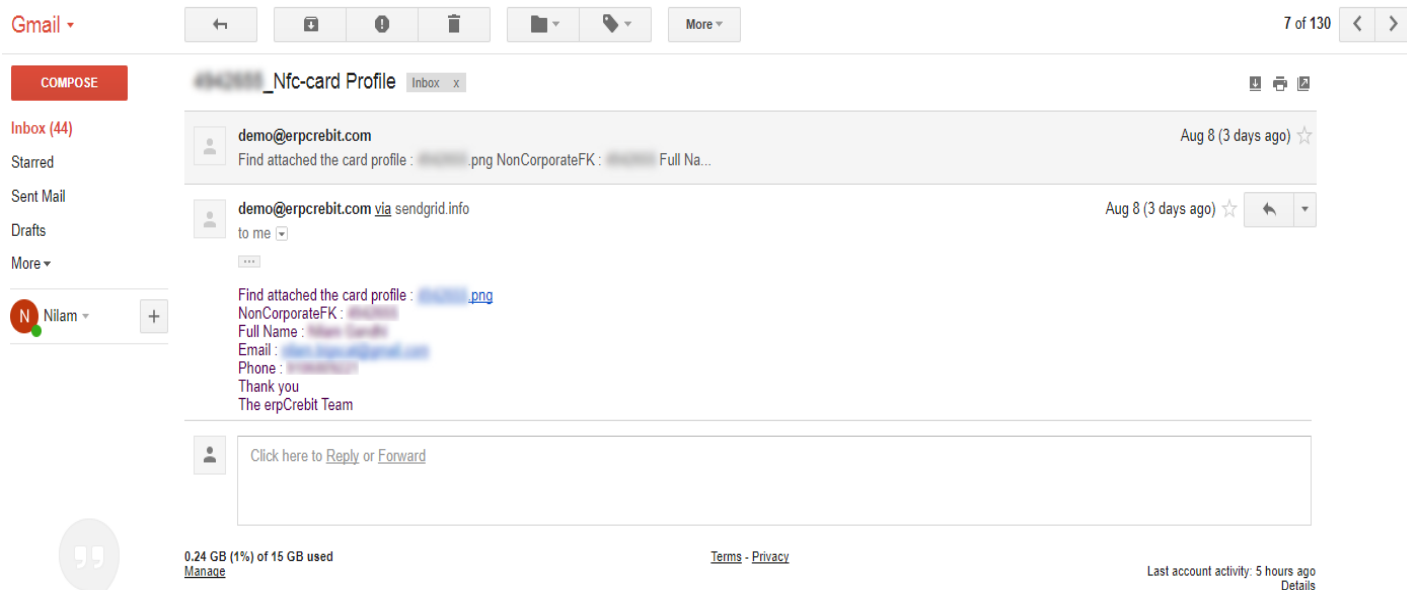 Gmail
More
7 of 130
COMPOSE
_Nfc-card Profile Inbox x
Inbox (44)
Starred
Sent Mail
Drafts
More
N Nilam
demo@erpcrebit.com Aug 8 (3 days ago)
Find attached the card profile : .png NonCorporateFK : Full Na...
demo@erpcrebit.com via sendgrid.info Aug 8 (3 days ago)
to me
Find attached the card profile : .png
NonCorporateFK :
Full Name :
Email :
Phone :
Thank you
The erpCrebit Team
Click here to Reply or Forward
0.24 GB (1%) of 15 GB used
Manage
Terms - Privacy
Last account activity: 5 hours ago
Details